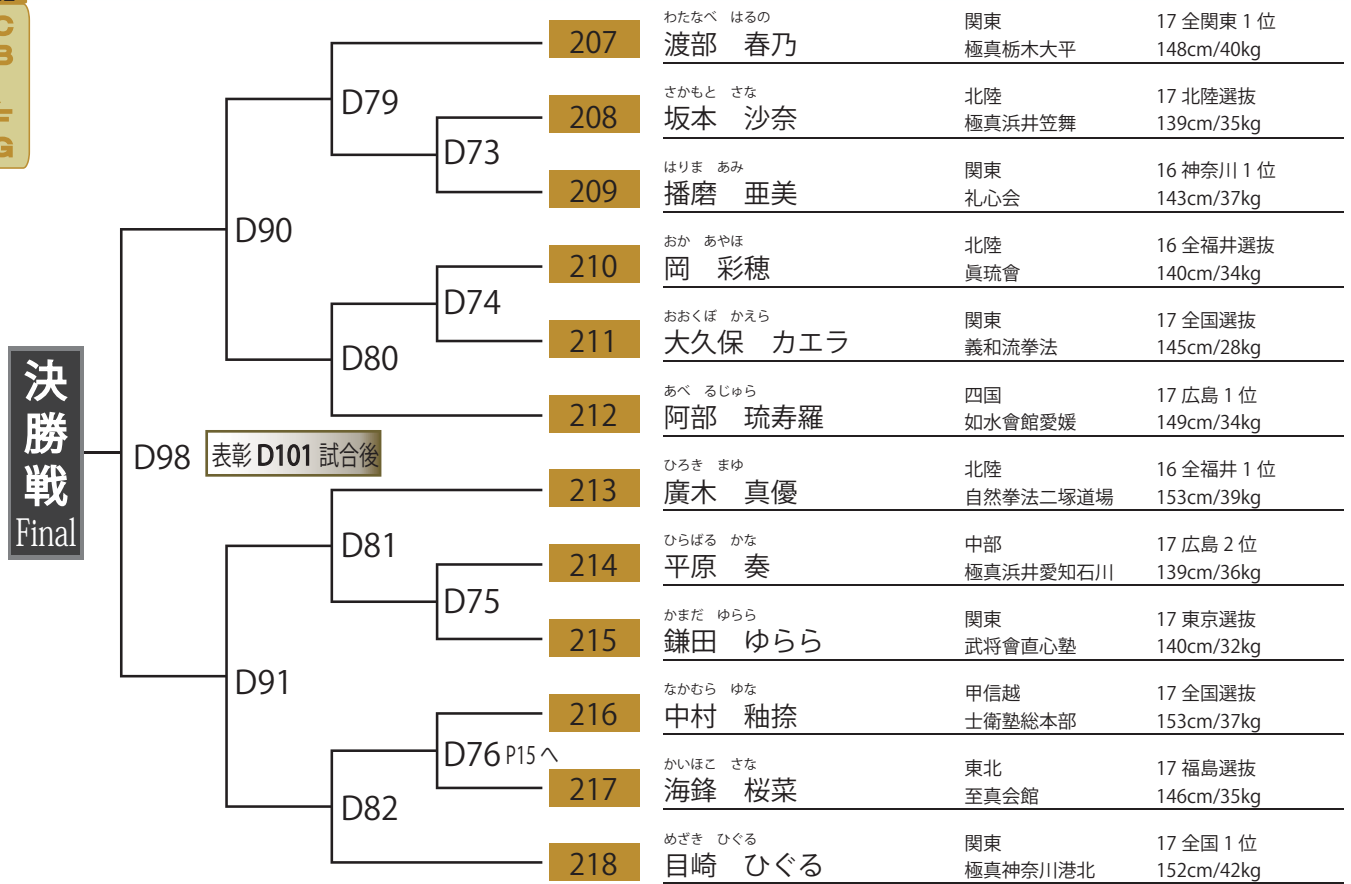 C
B
G
決勝戦
Final
D98
表彰 D101 試合後
D90
D91
D79
D80
D81
D82
D73
D74
D75
D76 P15 へ
207
わたなべ はるの
渡部 春乃
関東
極真栃木大平
17 全関東 1 位
148cm/40kg
208
さかもと さな
坂本 沙奈
北陸
極真浜井笠舞
17 北陸選抜
139cm/35kg
209
はりま あみ
播磨 亜美
関東
礼心会
16 神奈川 1 位
143cm/37kg
210
おか あやほ
岡 彩穂
北陸
眞琉會
16 全福井選抜
140cm/34kg
211
おおくぼ かえら
大久保 カエラ
関東
義和流拳法
17 全国選抜
145cm/28kg
212
あべ るじゅら
阿部 琉寿羅
四国
如水會館愛媛
17 広島 1 位
149cm/34kg
213
ひろき まゆ
廣木 真優
北陸
自然拳法二塚道場
16 全福井 1 位
153cm/39kg
214
ひらばる かな
平原 奏
中部
極真浜井愛知石川
17 広島 2 位
139cm/36kg
215
かまだ ゆらら
鎌田 ゆらら
関東
武将會直心塾
17 東京選抜
140cm/32kg
216
なかむら ゆな
中村 釉捺
甲信越
士衛塾総本部
17 全国選抜
153cm/37kg
217
かいほこ さな
海鋒 桜菜
東北
至真会館
17 福島選抜
146cm/35kg
218
めざき ひぐる
目崎 ひぐる
関東
極真神奈川港北
17 全国 1 位
152cm/42kg